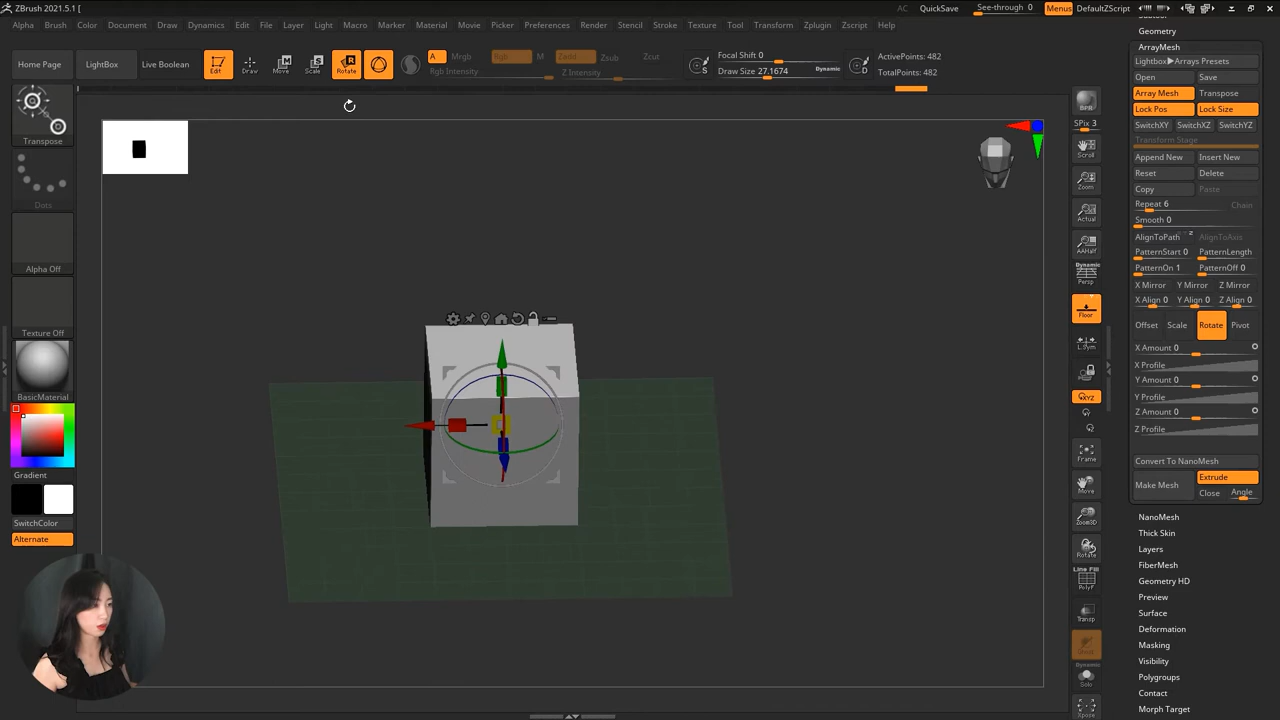 ZBrush 2021.5.1 [
AC QuickSave See-through 0 Menus DefaultZScript
Alpha Brush Color Document Draw Dynamics Edit File Layer Light Macro Marker Material Movie Picker Preferences Render Stencil Stroke Texture Tool Transform Zplugin Zscript Help
Home Page LightBox Live Boolean Edit Draw Move Scale Rotate
A Mrgb Rgb M Zadd Zsub Zcut
Rgb Intensity Z Intensity
S Focal Shift 0
Draw Size 27.1674 Dynamic
D ActivePoints: 482
TotalPoints: 482
Transpose
Dots
Alpha Off
Texture Off
BasicMaterial
Gradient
SwitchColor
Alternate
BPR
SPix 3
Scroll
Zoom
Actual
AAHalf
Dynamic
Persp
Floor
L.Sym
XYZ
Y
Z
Frame
Move
Zoom3D
Rotate
Line Fill
PolyF
Transp
Ghost
Dynamic
Solo
Xpose
Geometry
ArrayMesh
Lightbox▶Arrays Presets
Open Save
Array Mesh Transpose
Lock Pos Lock Size
SwitchXY SwitchXZ SwitchYZ
Transform Stage
Append New Insert New
Reset Delete
Copy Paste
Repeat 6 Chain
Smooth 0
AlignToPath AlignToAxis
PatternStart 0 PatternLength
PatternOn 1 PatternOff 0
X Mirror Y Mirror Z Mirror
X Align 0 Y Align 0 Z Align 0
Offset Scale Rotate Pivot
X Amount 0
X Profile
Y Amount 0
Y Profile
Z Amount 0
Z Profile
Convert To NanoMesh
Make Mesh Extrude
Close Angle
NanoMesh
Thick Skin
Layers
FiberMesh
Geometry HD
Preview
Surface
Deformation
Masking
Visibility
Polygroups
Contact
Morph Target